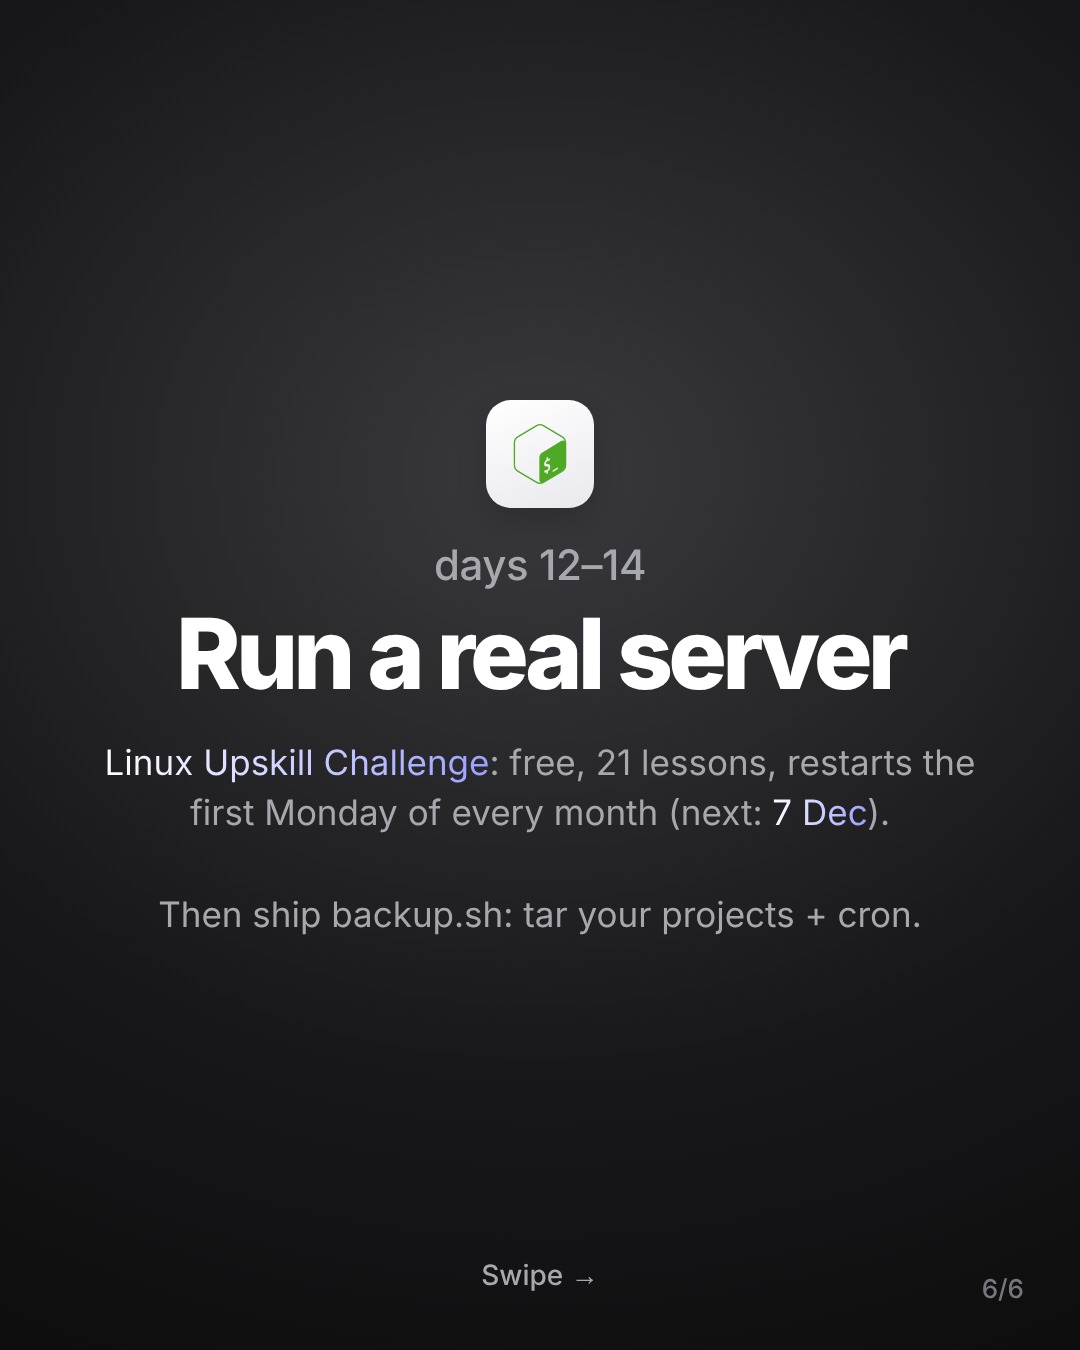 $_
days 12–14
Run a real server
Linux Upskill Challenge: free, 21 lessons, restarts the
first Monday of every month (next: 7 Dec).
Then ship backup.sh: tar your projects + cron.
Swipe →
6/6